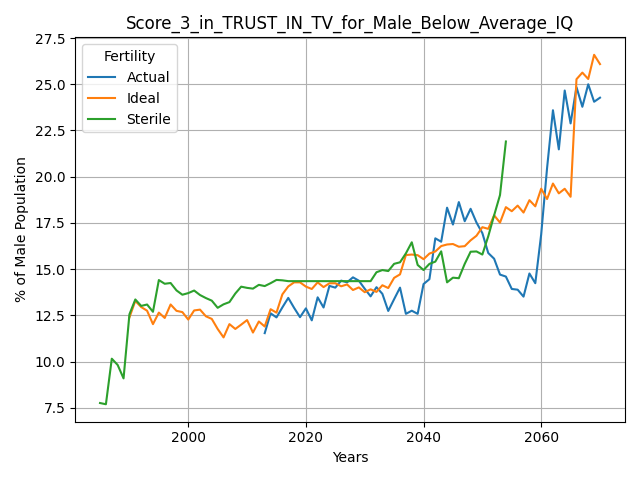 Score_3_in_TRUST_IN_TV_for_Male_Below_Average_IQ
Fertility
Actual
Ideal
Sterile
% of Male Population
27.5
25.0
22.5
20.0
17.5
15.0
12.5
10.0
7.5
2000
2020
2040
2060
Years